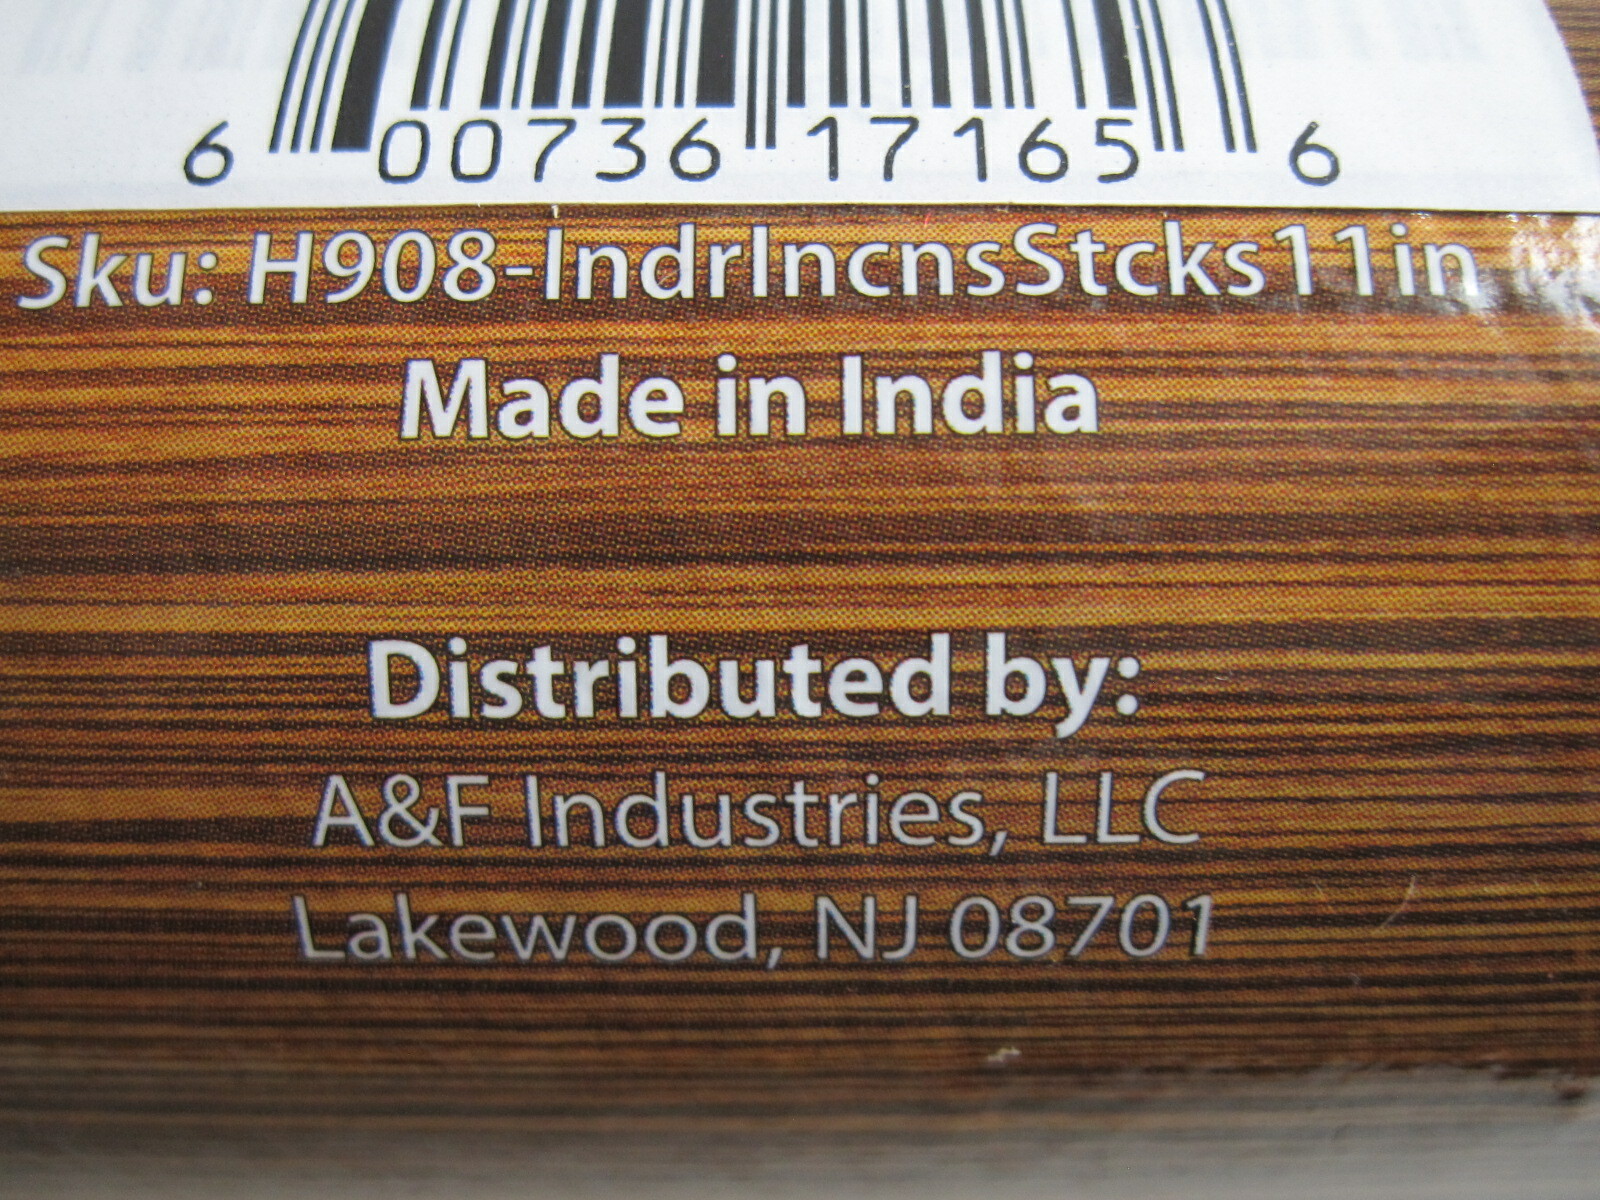 6 00736 17165 6
Sku: H908-IndrIncnsStcks11in
Made in India
Distributed by:
A&F Industries, LLC
Lakewood, NJ 08701